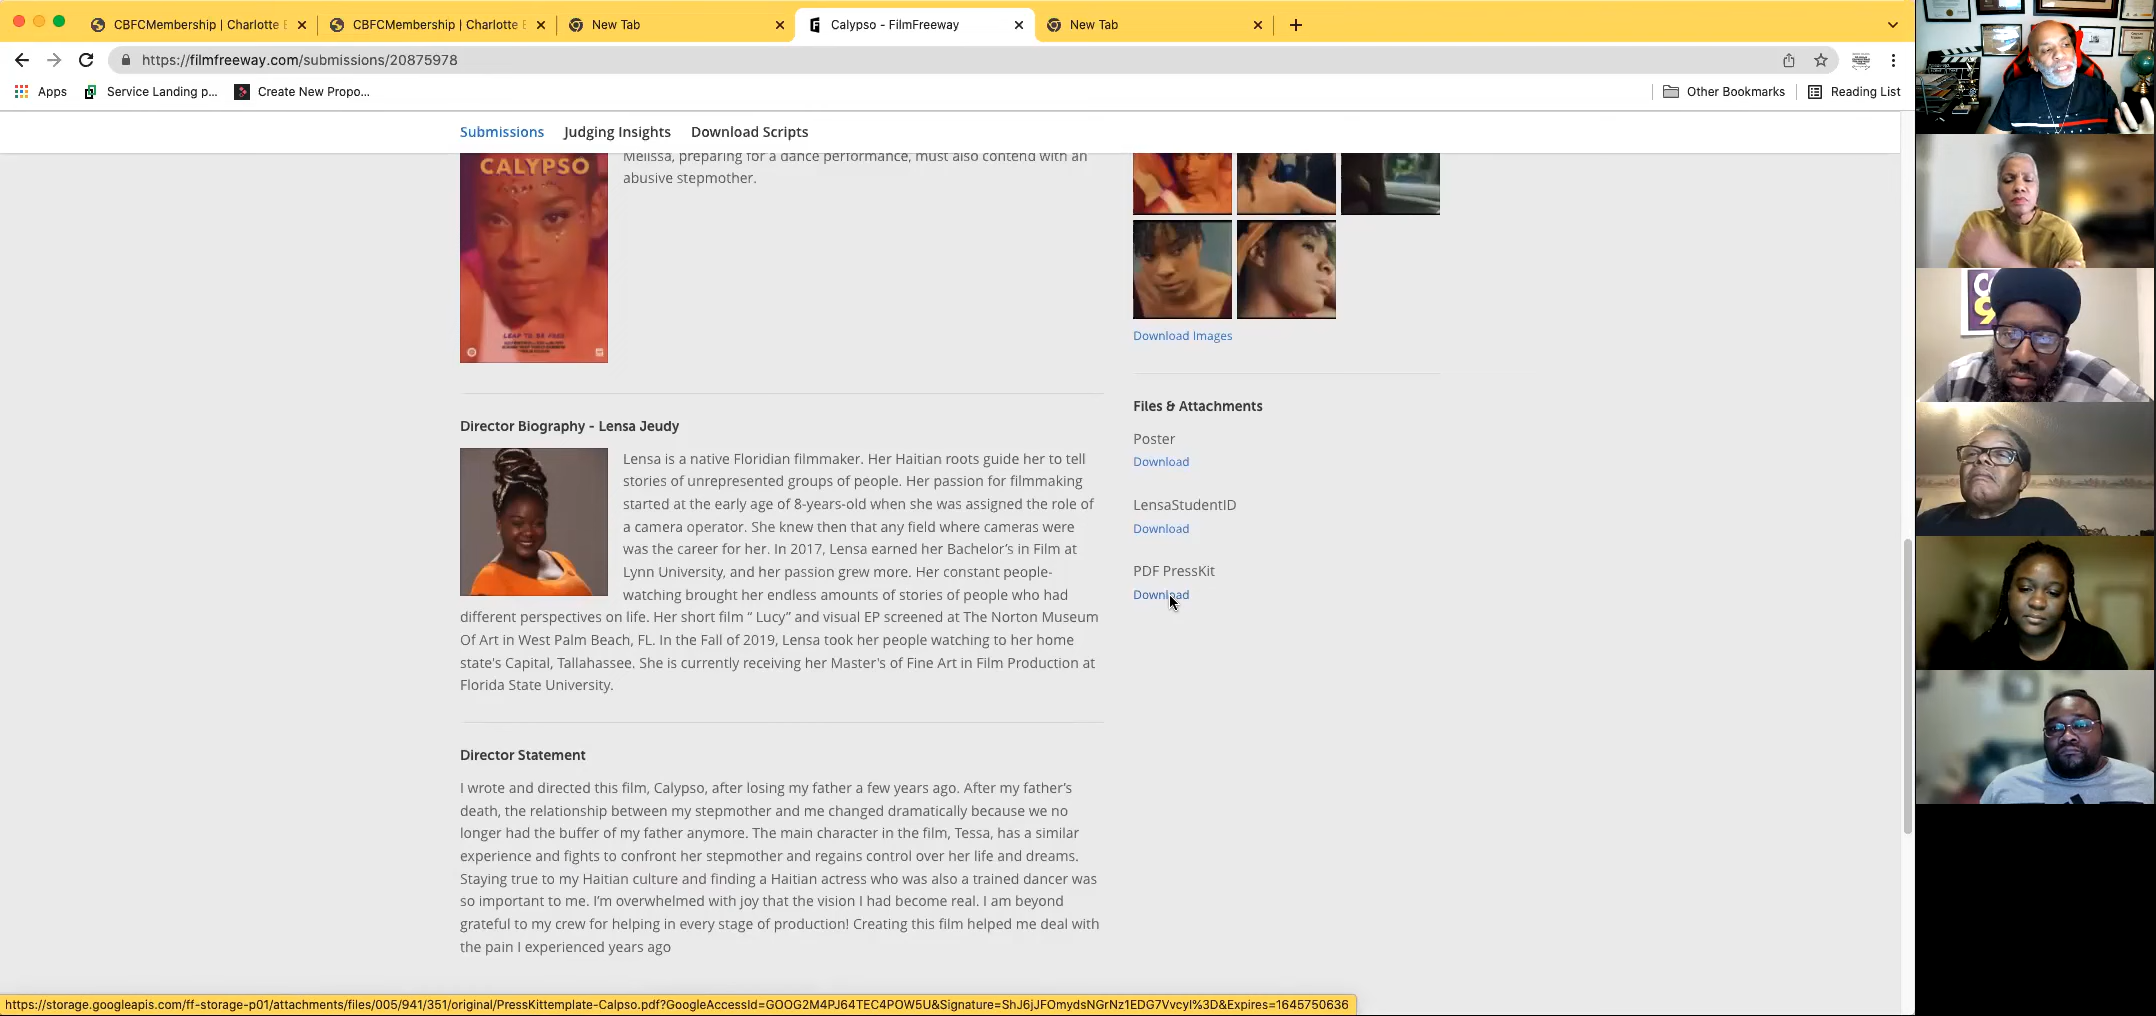 CBFCMembership | Charlotte B
CBFCMembership | Charlotte B
New Tab
Calypso - FilmFreeway
New Tab
https://filmfreeway.com/submissions/20875978
Apps
Service Landing p...
Create New Propo...
Other Bookmarks
Reading List
Submissions
Judging Insights
Download Scripts
Melissa, preparing for a dance performance, must also contend with an
abusive stepmother.
CALYPSO
LEAP TO BE FREE
Download Images
Director Biography - Lensa Jeudy
Lensa is a native Floridian filmmaker. Her Haitian roots guide her to tell
stories of unrepresented groups of people. Her passion for filmmaking
started at the early age of 8-years-old when she was assigned the role of
a camera operator. She knew then that any field where cameras were
was the career for her. In 2017, Lensa earned her Bachelor's in Film at
Lynn University, and her passion grew more. Her constant people-
watching brought her endless amounts of stories of people who had
different perspectives on life. Her short film “ Lucy” and visual EP screened at The Norton Museum
Of Art in West Palm Beach, FL. In the Fall of 2019, Lensa took her people watching to her home
state's Capital, Tallahassee. She is currently receiving her Master's of Fine Art in Film Production at
Florida State University.
Files & Attachments
Poster
Download
LensaStudentID
Download
PDF PressKit
Download
Director Statement
I wrote and directed this film, Calypso, after losing my father a few years ago. After my father's
death, the relationship between my stepmother and me changed dramatically because we no
longer had the buffer of my father anymore. The main character in the film, Tessa, has a similar
experience and fights to confront her stepmother and regains control over her life and dreams.
Staying true to my Haitian culture and finding a Haitian actress who was also a trained dancer was
so important to me. I'm overwhelmed with joy that the vision I had become real. I am beyond
grateful to my crew for helping in every stage of production! Creating this film helped me deal with
the pain I experienced years ago
https://storage.googleapis.com/ff-storage-p01/attachments/files/005/941/351/original/PressKittemplate-Calpso.pdf?GoogleAccessId=GOOG2M4PJ64TEC4POW5U&Signature=ShJ6jJFOmydsNGrNz1EDG7VvcyI%3D&Expires=1645750636